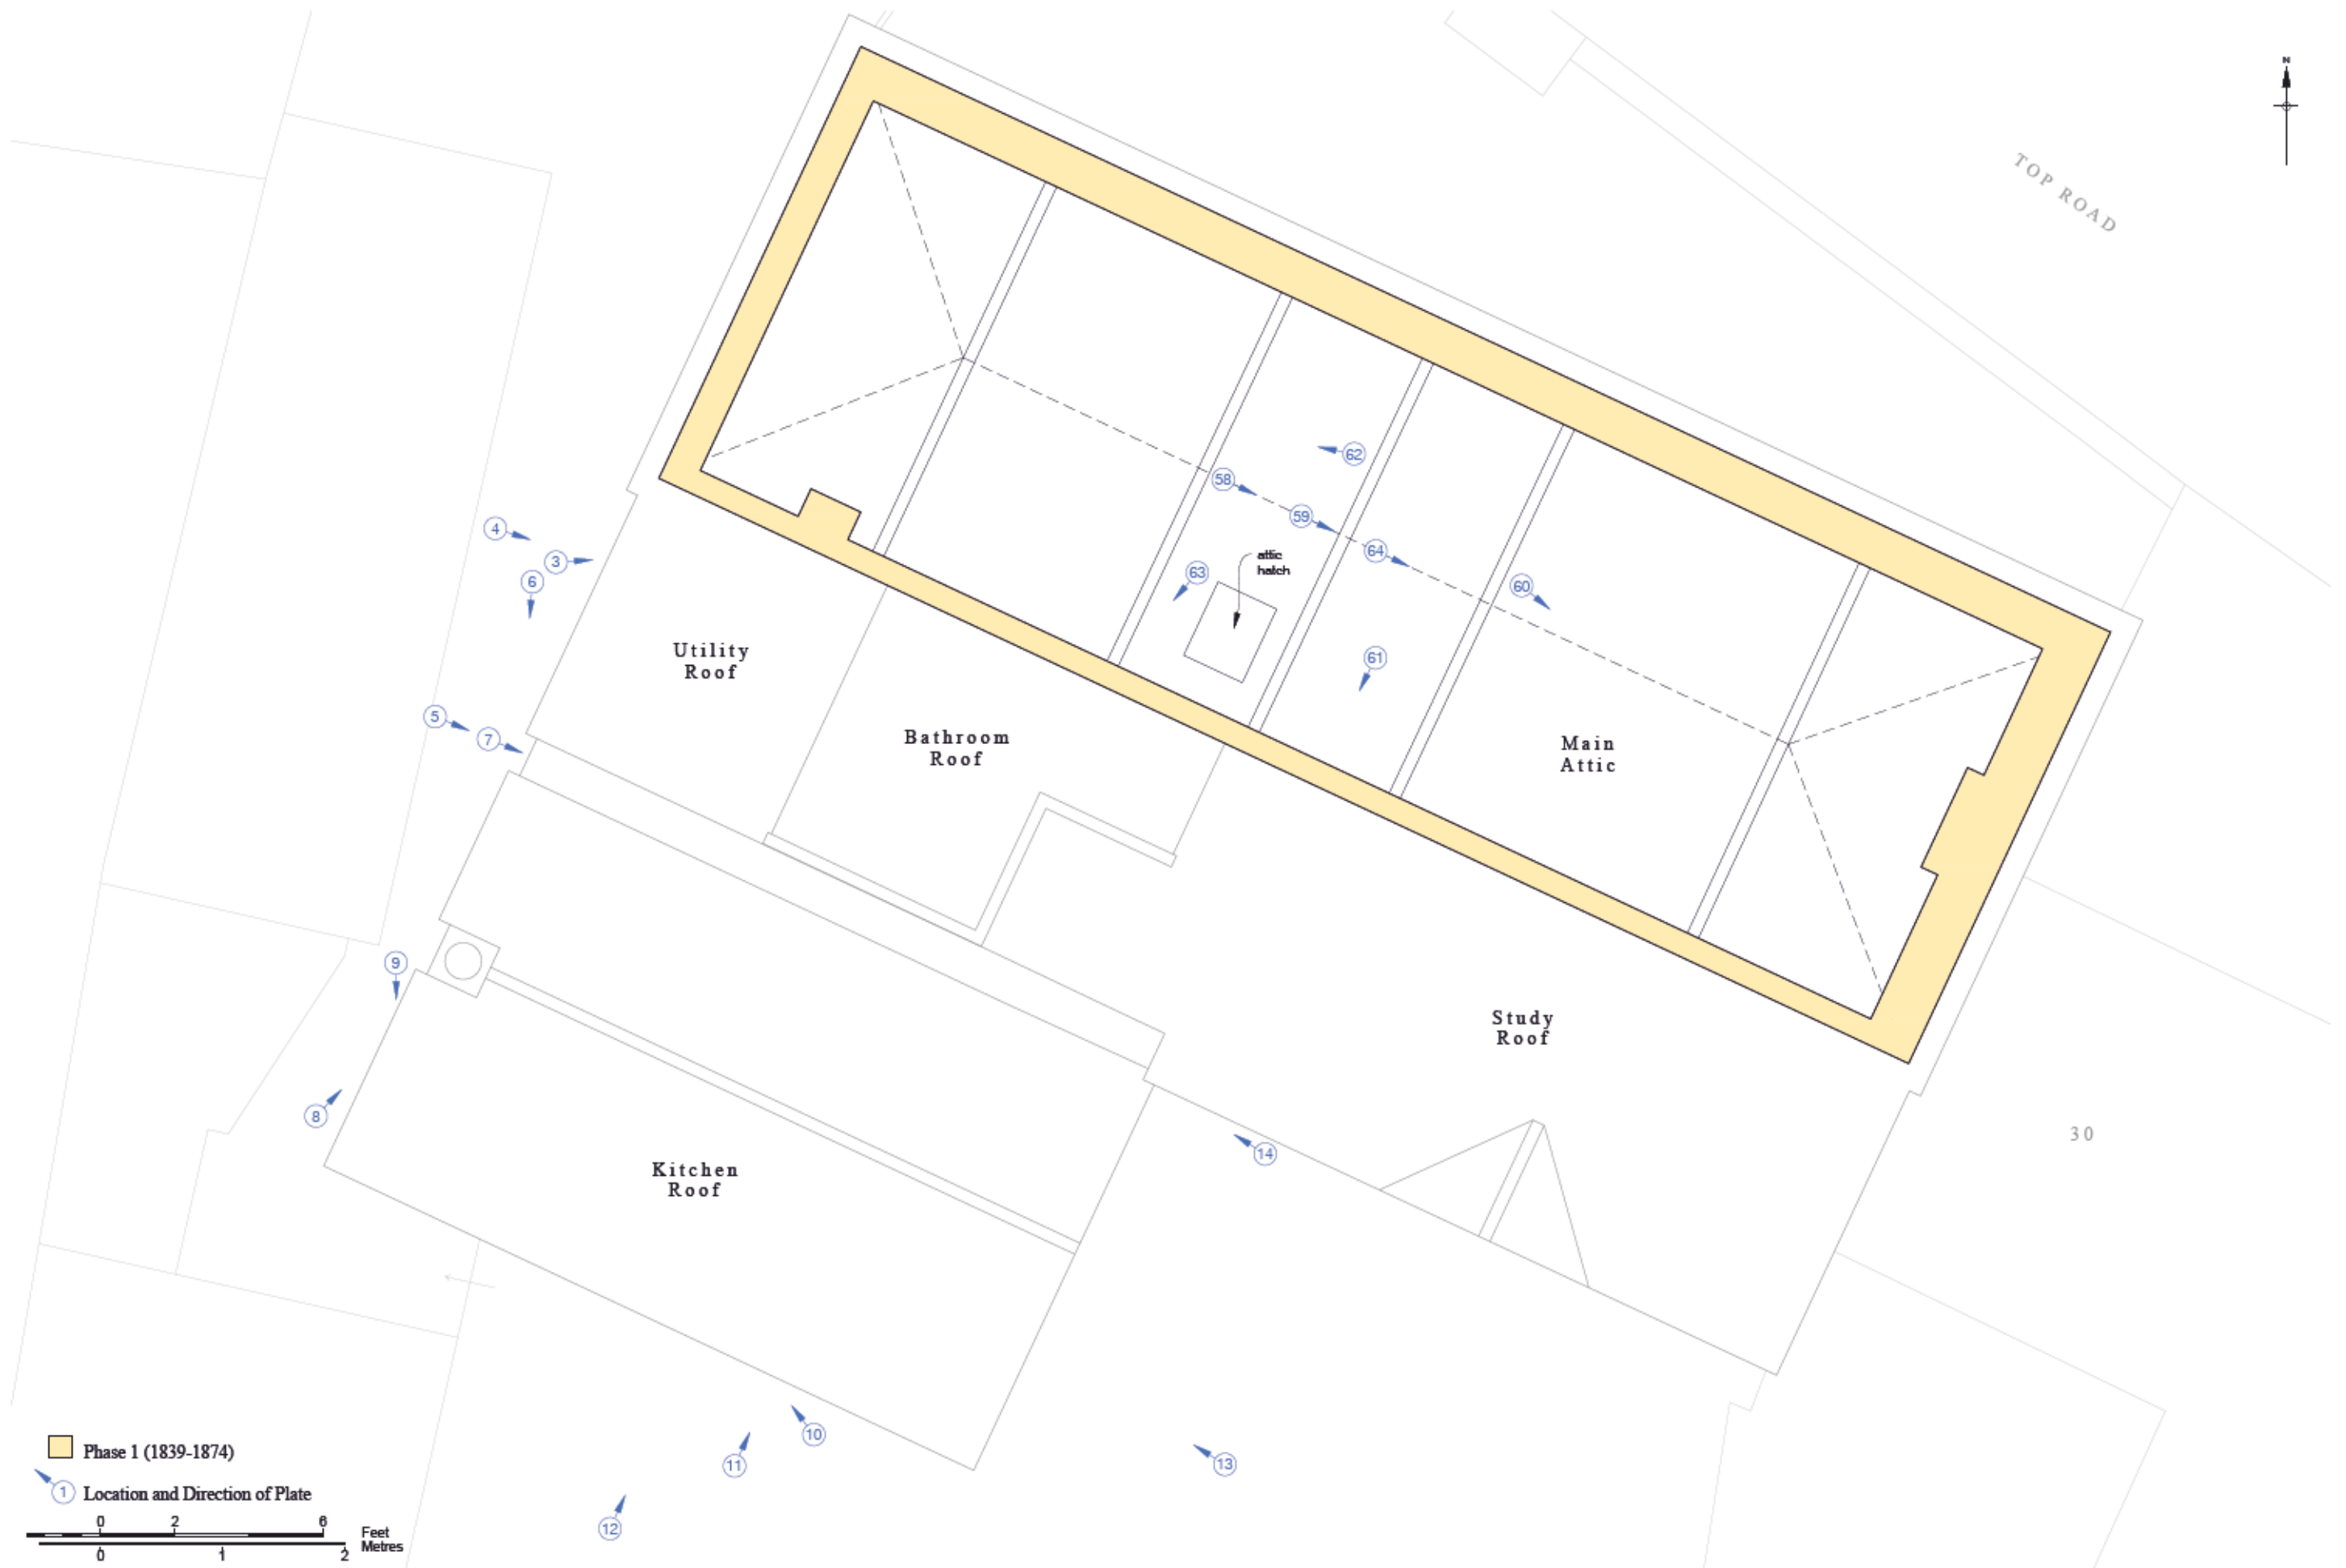 N
TOP ROAD
62
58
59
4
3
64
attic
hatch
63
6
60
61
Utility
Roof
5
7
Bathroom
Roof
Main
Attic
9
Study
Roof
8
14
30
Kitchen
Roof
10
11
13
12
Phase 1 (1839-1874)
1 Location and Direction of Plate
0 2 6 Feet
0 1 2 Metres